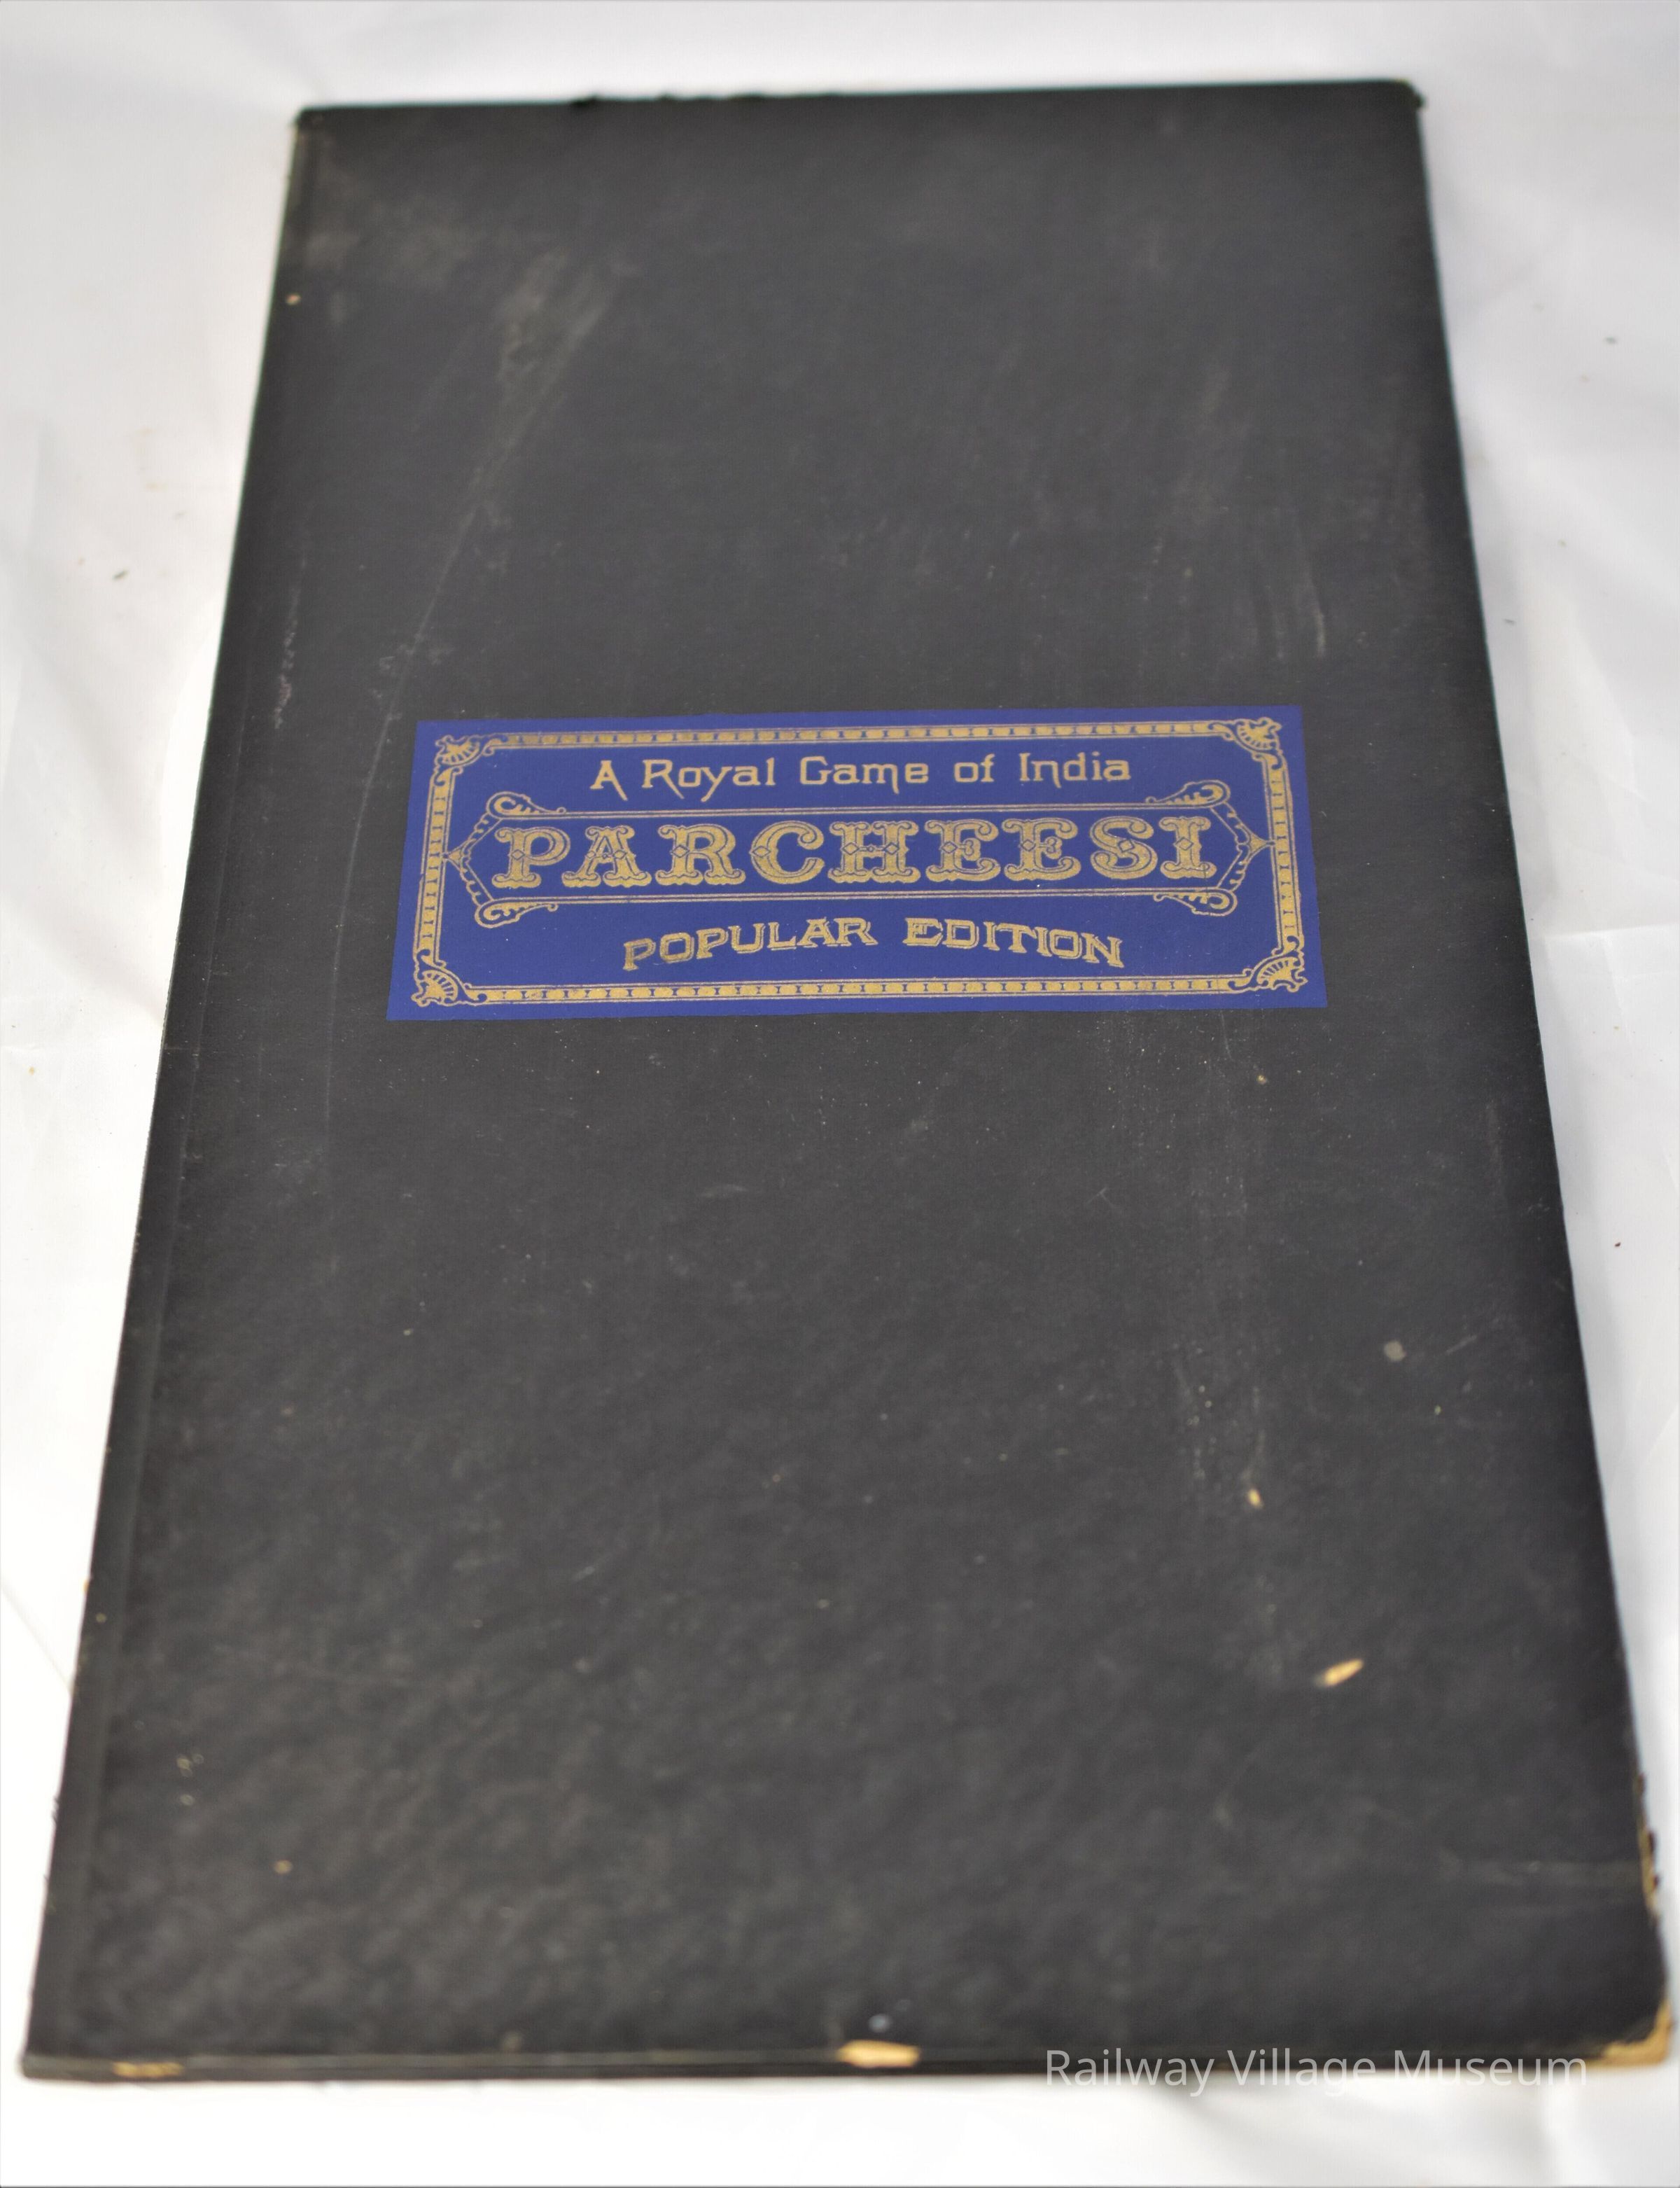 A Royal Game of India
PARCHEESI
POPULAR EDITION
Railway Village Museum